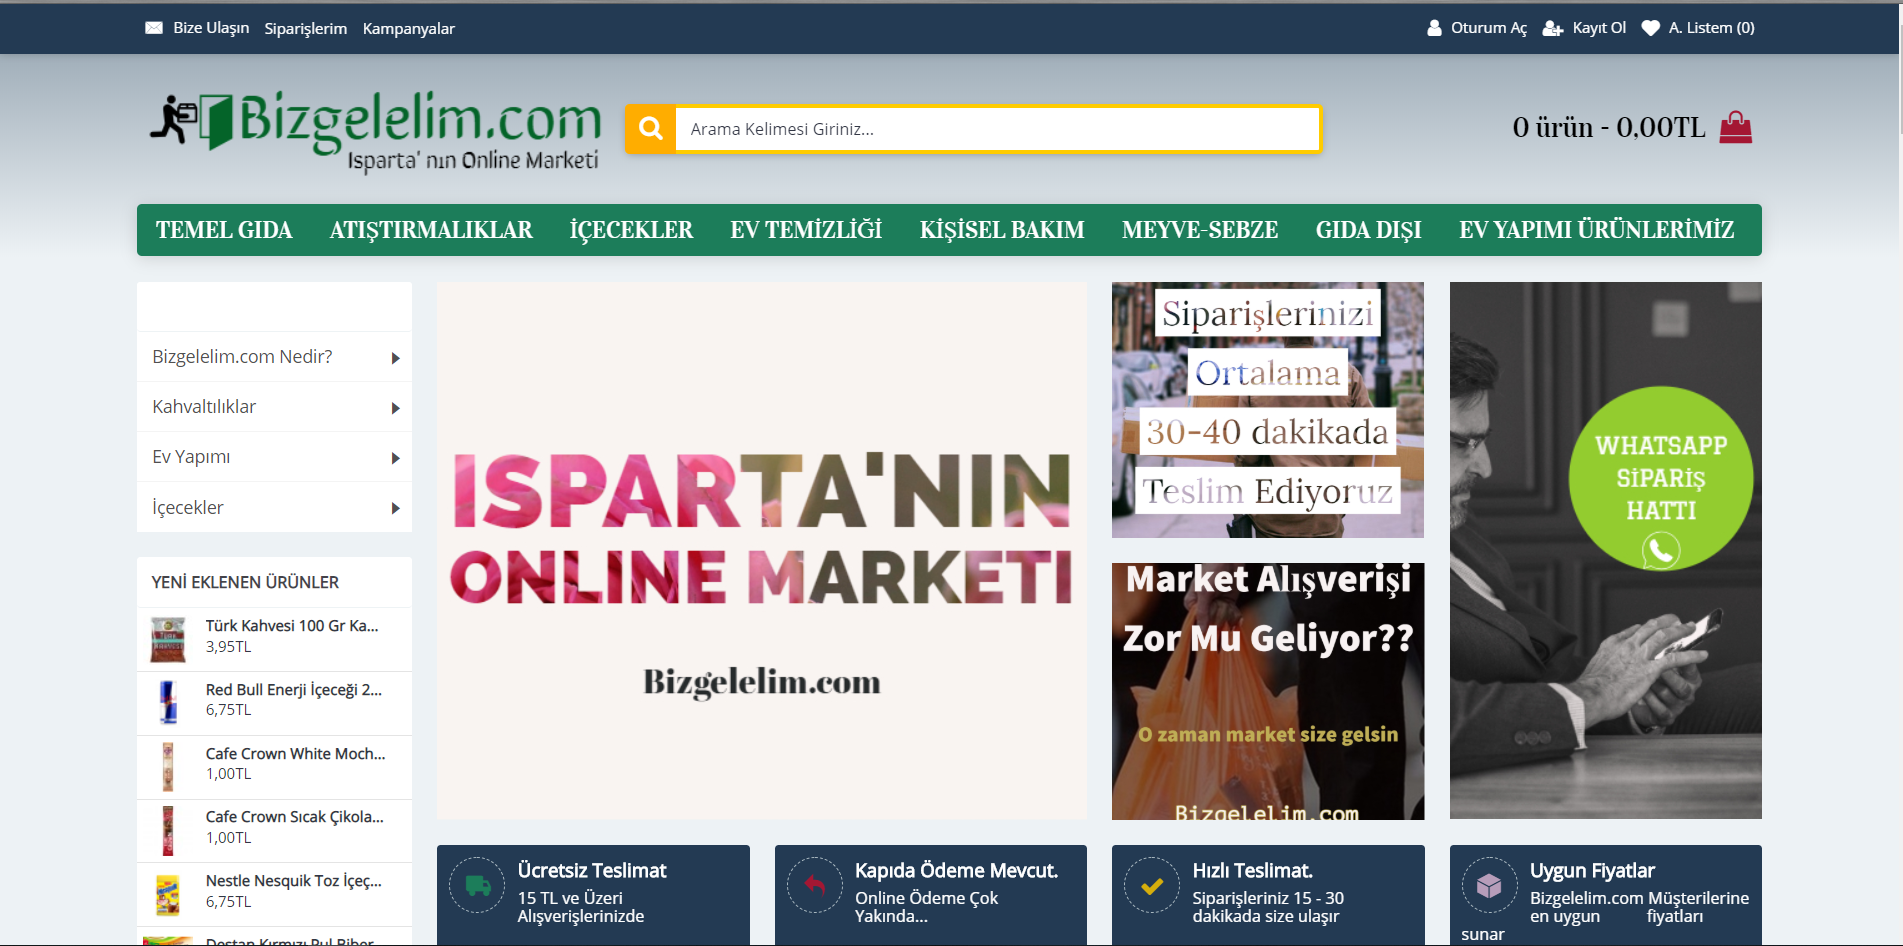 Bize Ulaşın Siparişlerim Kampanyalar
Oturum Aç Kayıt Ol A. Listem (0)
Bizgelelim.com
Isparta' nın Online Marketi
Arama Kelimesi Giriniz...
0 ürün - 0,00TL
TEMEL GIDA ATIŞTIRMALIKLAR İÇECEKLER EV TEMİZLİĞİ KİŞİSEL BAKIM MEYVE-SEBZE GIDA DIŞI EV YAPIMI ÜRÜNLERİMİZ
Bizgelelim.com Nedir?
Kahvaltılıklar
Ev Yapımı
İçecekler
YENİ EKLENEN ÜRÜNLER
Türk Kahvesi 100 Gr Ka...
3,95TL
Red Bull Enerji İçeceği 2...
6,75TL
Cafe Crown White Moch...
1,00TL
Cafe Crown Sıcak Çikola...
1,00TL
Nestle Nesquik Toz İçeç...
6,75TL
Destan Kırmızı Pul Biber
ISPARTA'NIN
ONLINE MARKETI
Bizgelelim.com
Siparişlerinizi
Ortalama
30-40 dakikada
Teslim Ediyoruz
Market Alışverişi
Zor Mu Geliyor??
O zaman market size gelsin
Bizgelelim.com
WHATSAPP
SİPARİŞ
HATTI
Ücretsiz Teslimat
15 TL ve Üzeri
Alışverişlerinizde
Kapıda Ödeme Mevcut.
Online Ödeme Çok
Yakında...
Hızlı Teslimat.
Siparişleriniz 15 - 30
dakikada size ulaşır
Uygun Fiyatlar
Bizgelelim.com Müşterilerine
en uygun fiyatları
sunar